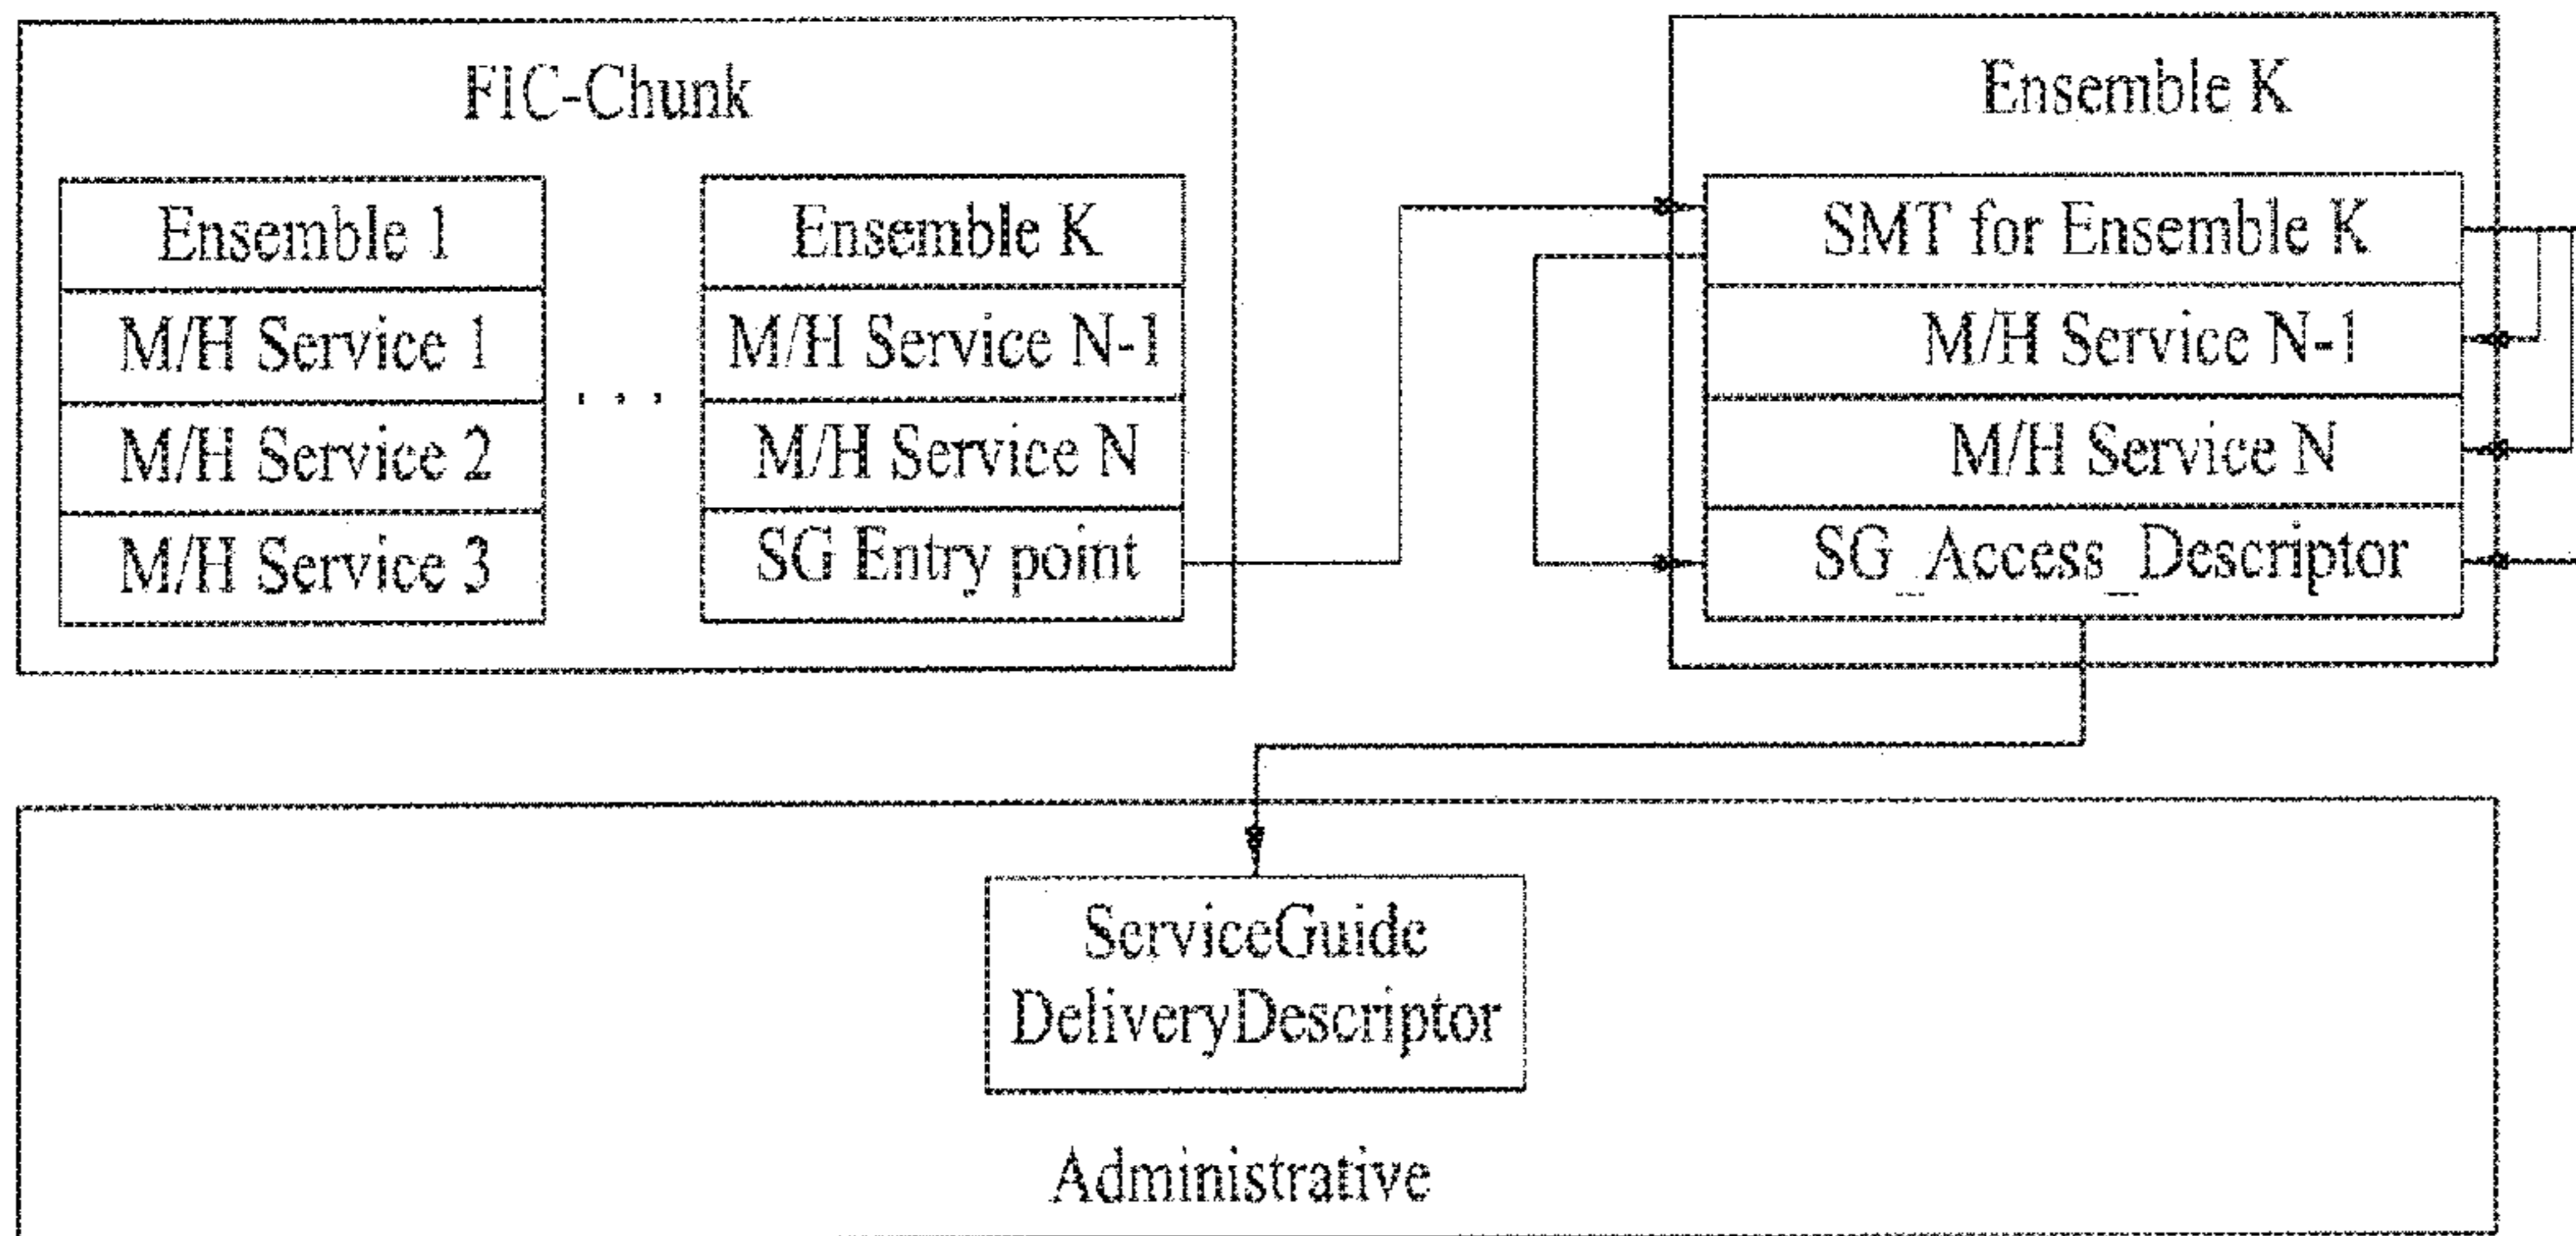 FIC-Chunk
Ensemble 1
M/H Service 1
M/H Service 2
M/H Service 3
. . .
Ensemble K
M/H Service N-1
M/H Service N
SG Entry point
Ensemble K
SMT for Ensemble K
M/H Service N-1
M/H Service N
SG_Access_Descriptor
ServiceGuide
DeliveryDescriptor
Administrative